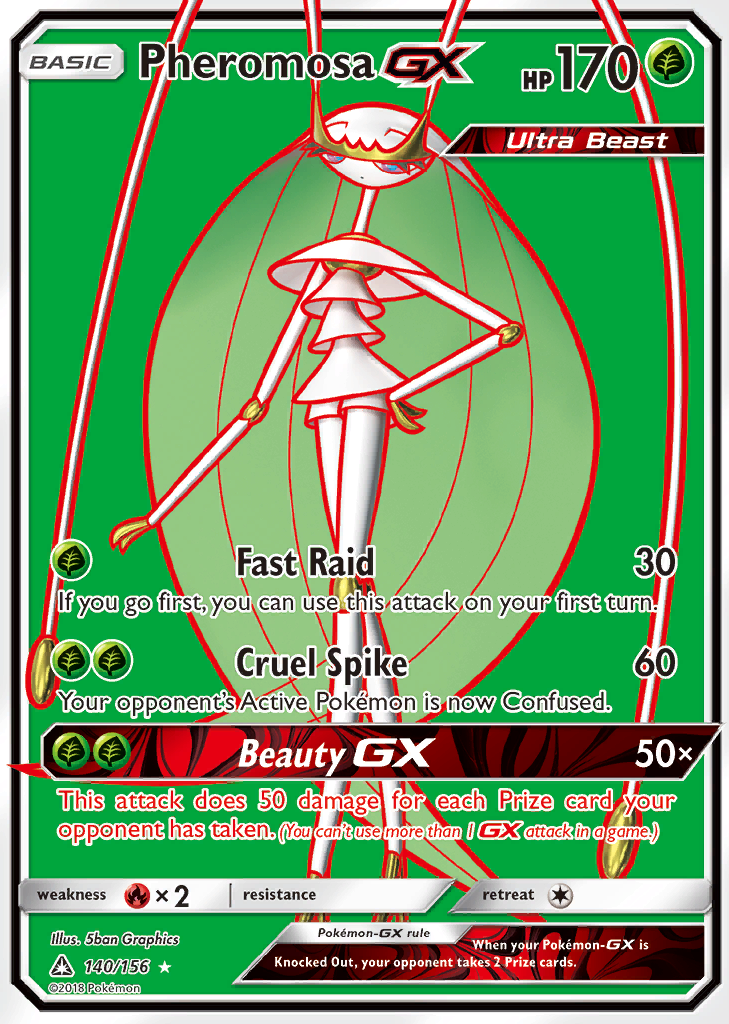 BASIC Pheromosa GX HP 170
Ultra Beast
Fast Raid 30
If you go first, you can use this attack on your first turn.
Cruel Spike 60
Your opponent's Active Pokémon is now Confused.
Beauty GX 50×
This attack does 50 damage for each Prize card your
opponent has taken. (You can't use more than 1 GX attack in a game.)
weakness × 2 resistance retreat
Illus. 5ban Graphics
140/156
©2018 Pokémon
Pokémon-GX rule
When your Pokémon-GX is
Knocked Out, your opponent takes 2 Prize cards.